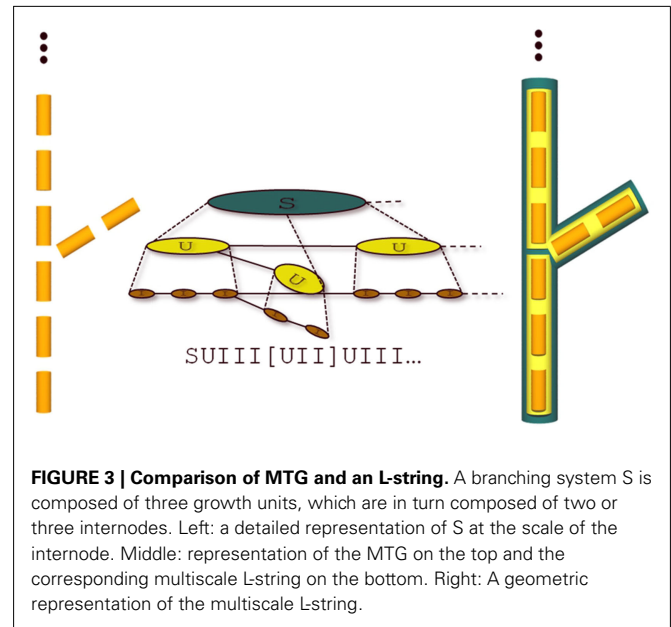 S
U
U
U
SUIII[UII]UIII...
FIGURE 3 | Comparison of MTG and an L-string. A branching system S is
composed of three growth units, which are in turn composed of two or
three internodes. Left: a detailed representation of S at the scale of the
internode. Middle: representation of the MTG on the top and the
corresponding multiscale L-string on the bottom. Right: A geometric
representation of the multiscale L-string.